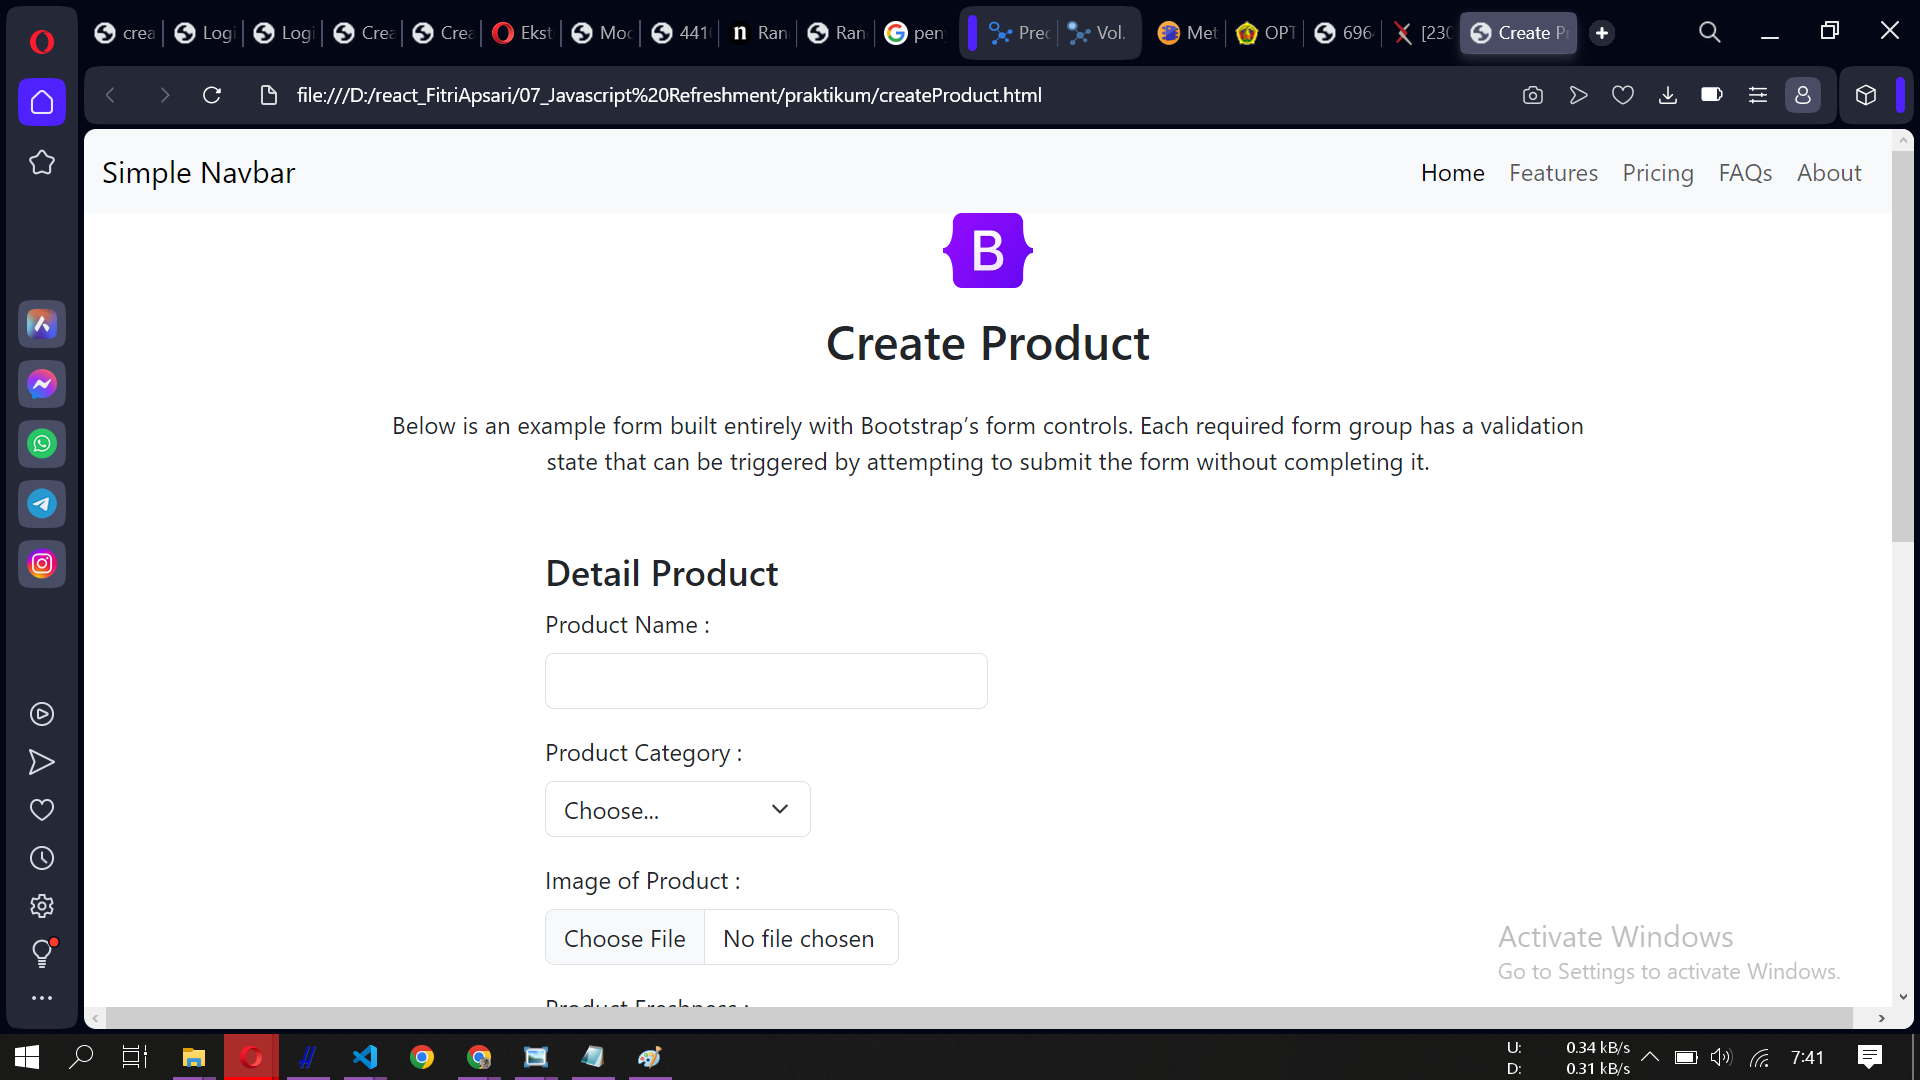 crea
Logi
Logi
Crea
Crea
Ekst
Moc
441
Ran
Ran
pen
Prec
Vol.
Met
OPT
696
[230
Create P
file:///D:/react_FitriApsari/07_Javascript%20Refreshment/praktikum/createProduct.html
Simple Navbar
Home Features Pricing FAQs About
B
Create Product
Below is an example form built entirely with Bootstrap’s form controls. Each required form group has a validation
state that can be triggered by attempting to submit the form without completing it.
Detail Product
Product Name :
Product Category :
Choose...
Image of Product :
Choose File No file chosen
Product Freshness :
Activate Windows
Go to Settings to activate Windows.
U: 0.34 kB/s
D: 0.31 kB/s
7:41